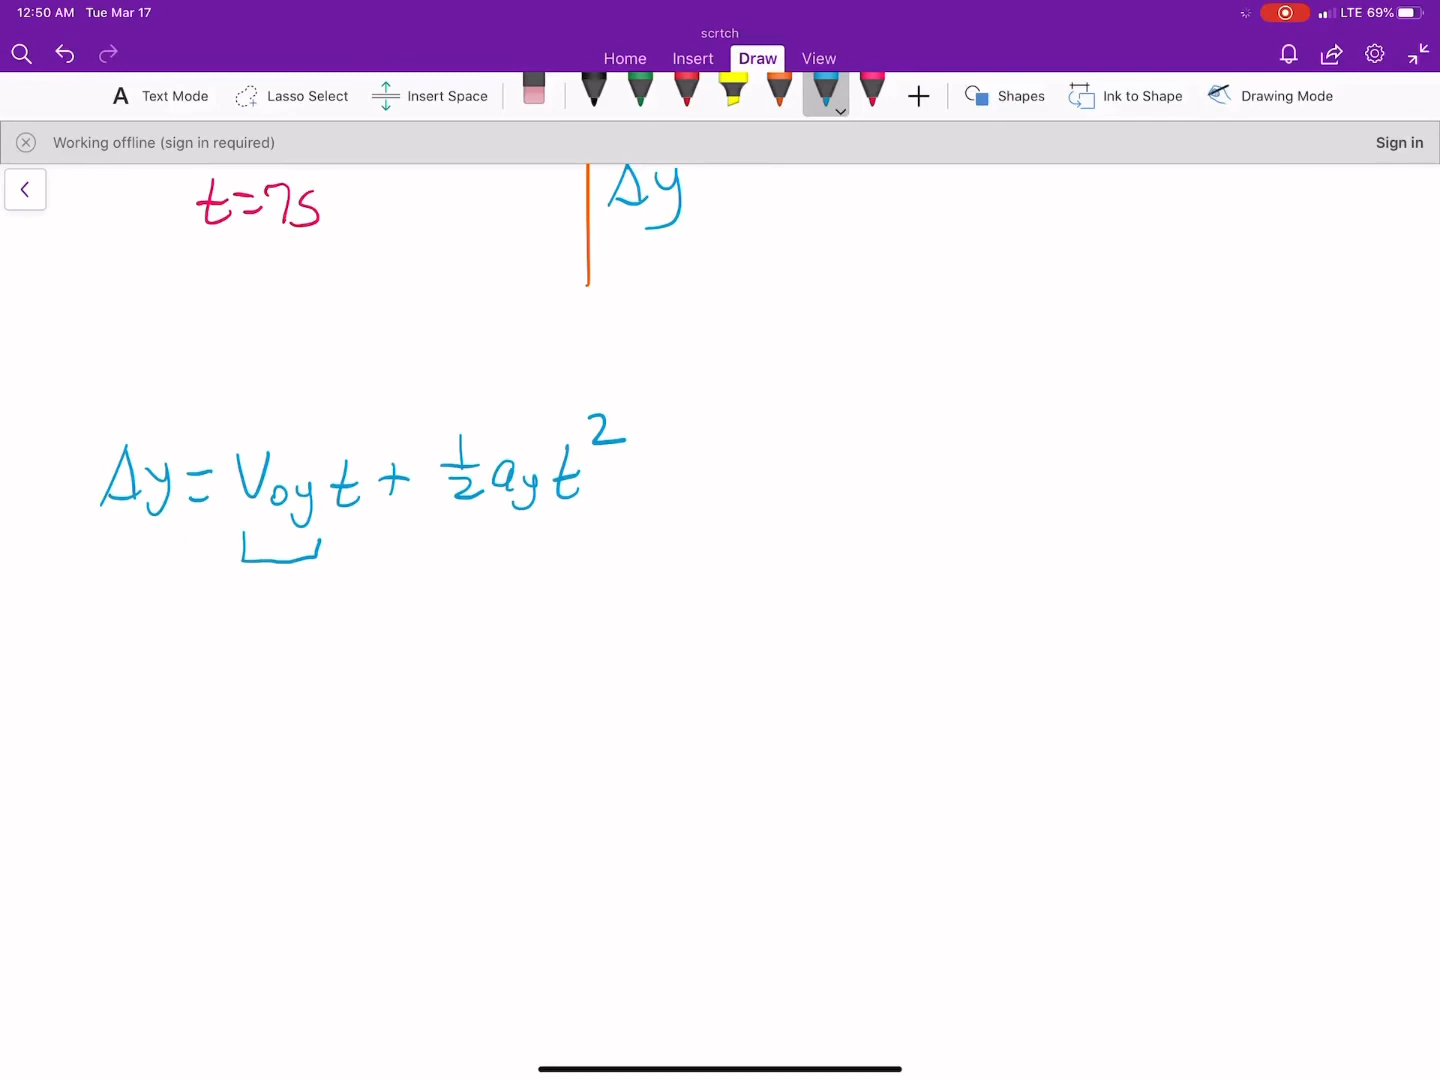 12:50 AM Tue Mar 17
LTE 69%
scrtch
Home Insert Draw View
A Text Mode Lasso Select Insert Space Shapes Ink to Shape Drawing Mode
Working offline (sign in required) Sign in
t=7s
Δy
Δy = V₀y t + ½ ay t²